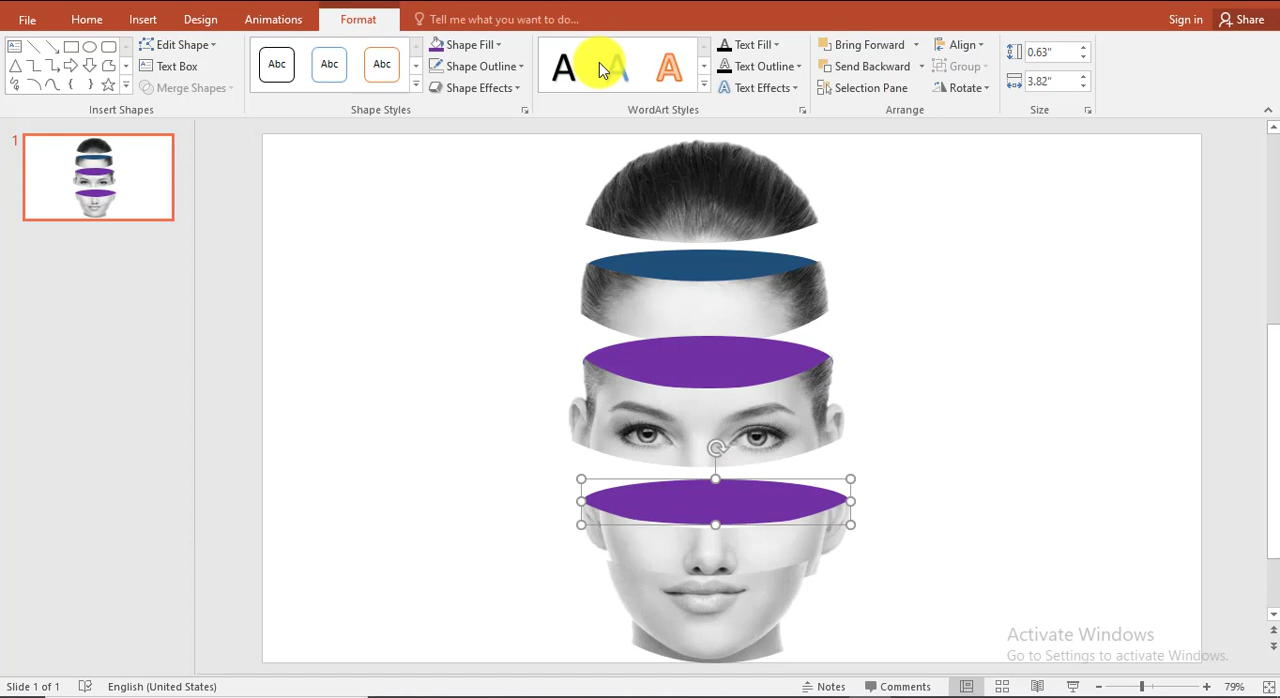 File Home Insert Design Transitions Animations Format Tell me what you want to do... Sign in Share
Edit Shape Shape Fill Text Fill Bring Forward Align 0.63"
Text Box Abc Abc Abc Shape Outline A A A Text Outline Send Backward Group
Merge Shapes Shape Effects Text Effects Selection Pane Rotate 3.82"
Insert Shapes Shape Styles WordArt Styles Arrange Size
1
Activate Windows
Go to Settings to activate Windows.
Slide 1 of 1 English (United States) Notes Comments 79%